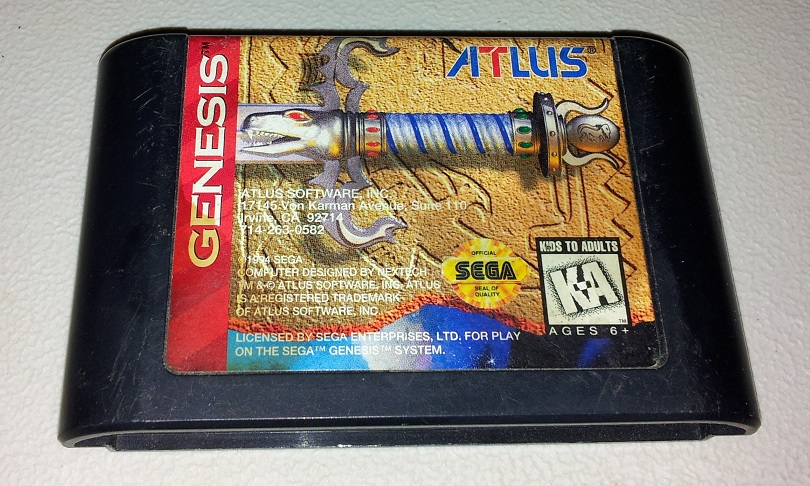 GENESIS™
ATLUS®
ATLUS SOFTWARE, INC.
17145 Von Karman Avenue, Suite 110
Irvine, CA 92714
714-263-0582
©1994 SEGA
COMPUTER DESIGNED BY NEXTECH
TM & © ATLUS SOFTWARE, INC. ATLUS
IS A REGISTERED TRADEMARK
OF ATLUS SOFTWARE, INC.
OFFICIAL
SEGA
SEAL OF
QUALITY
KIDS TO ADULTS
K-A
TM
AGES 6+
LICENSED BY SEGA ENTERPRISES, LTD. FOR PLAY
ON THE SEGA™ GENESIS™ SYSTEM.